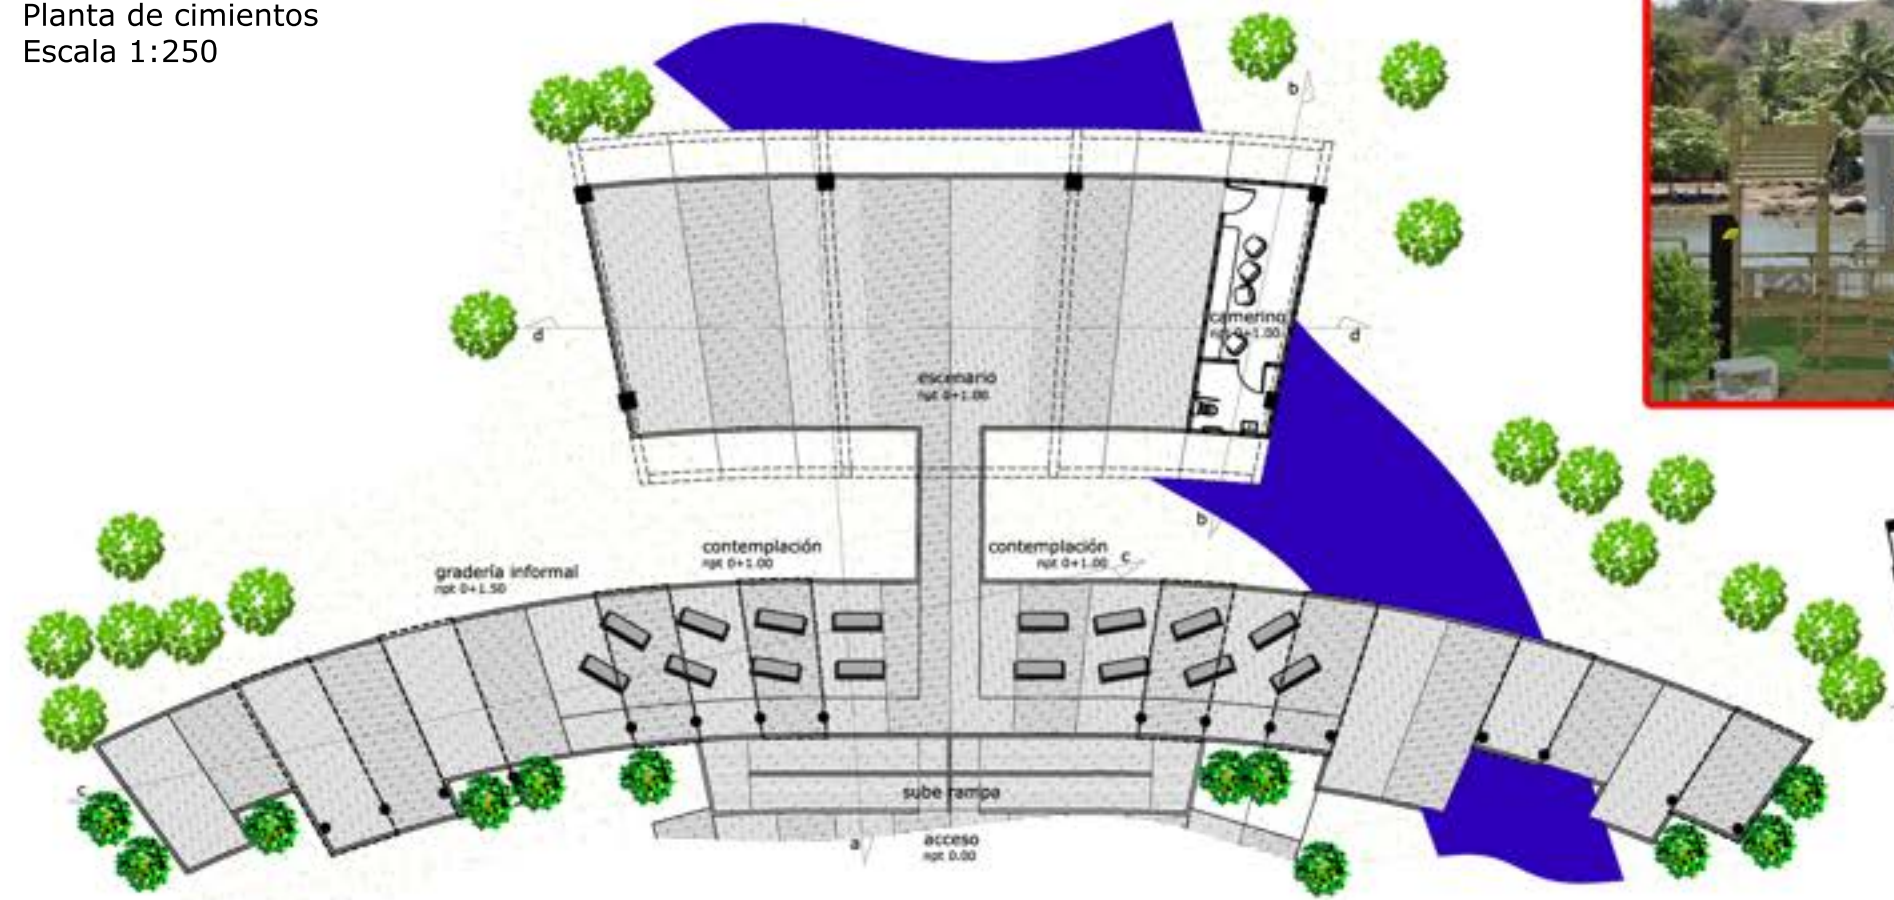 Planta de cimientos
Escala 1:250
b
d
camerino
npt 0+1.00
d
escenario
npt 0+1.00
b
contemplación
npt 0+1.00
contemplación
npt 0+1.00
c
gradería informal
npt 0+1.50
c
sube rampa
a
acceso
npt 0.00